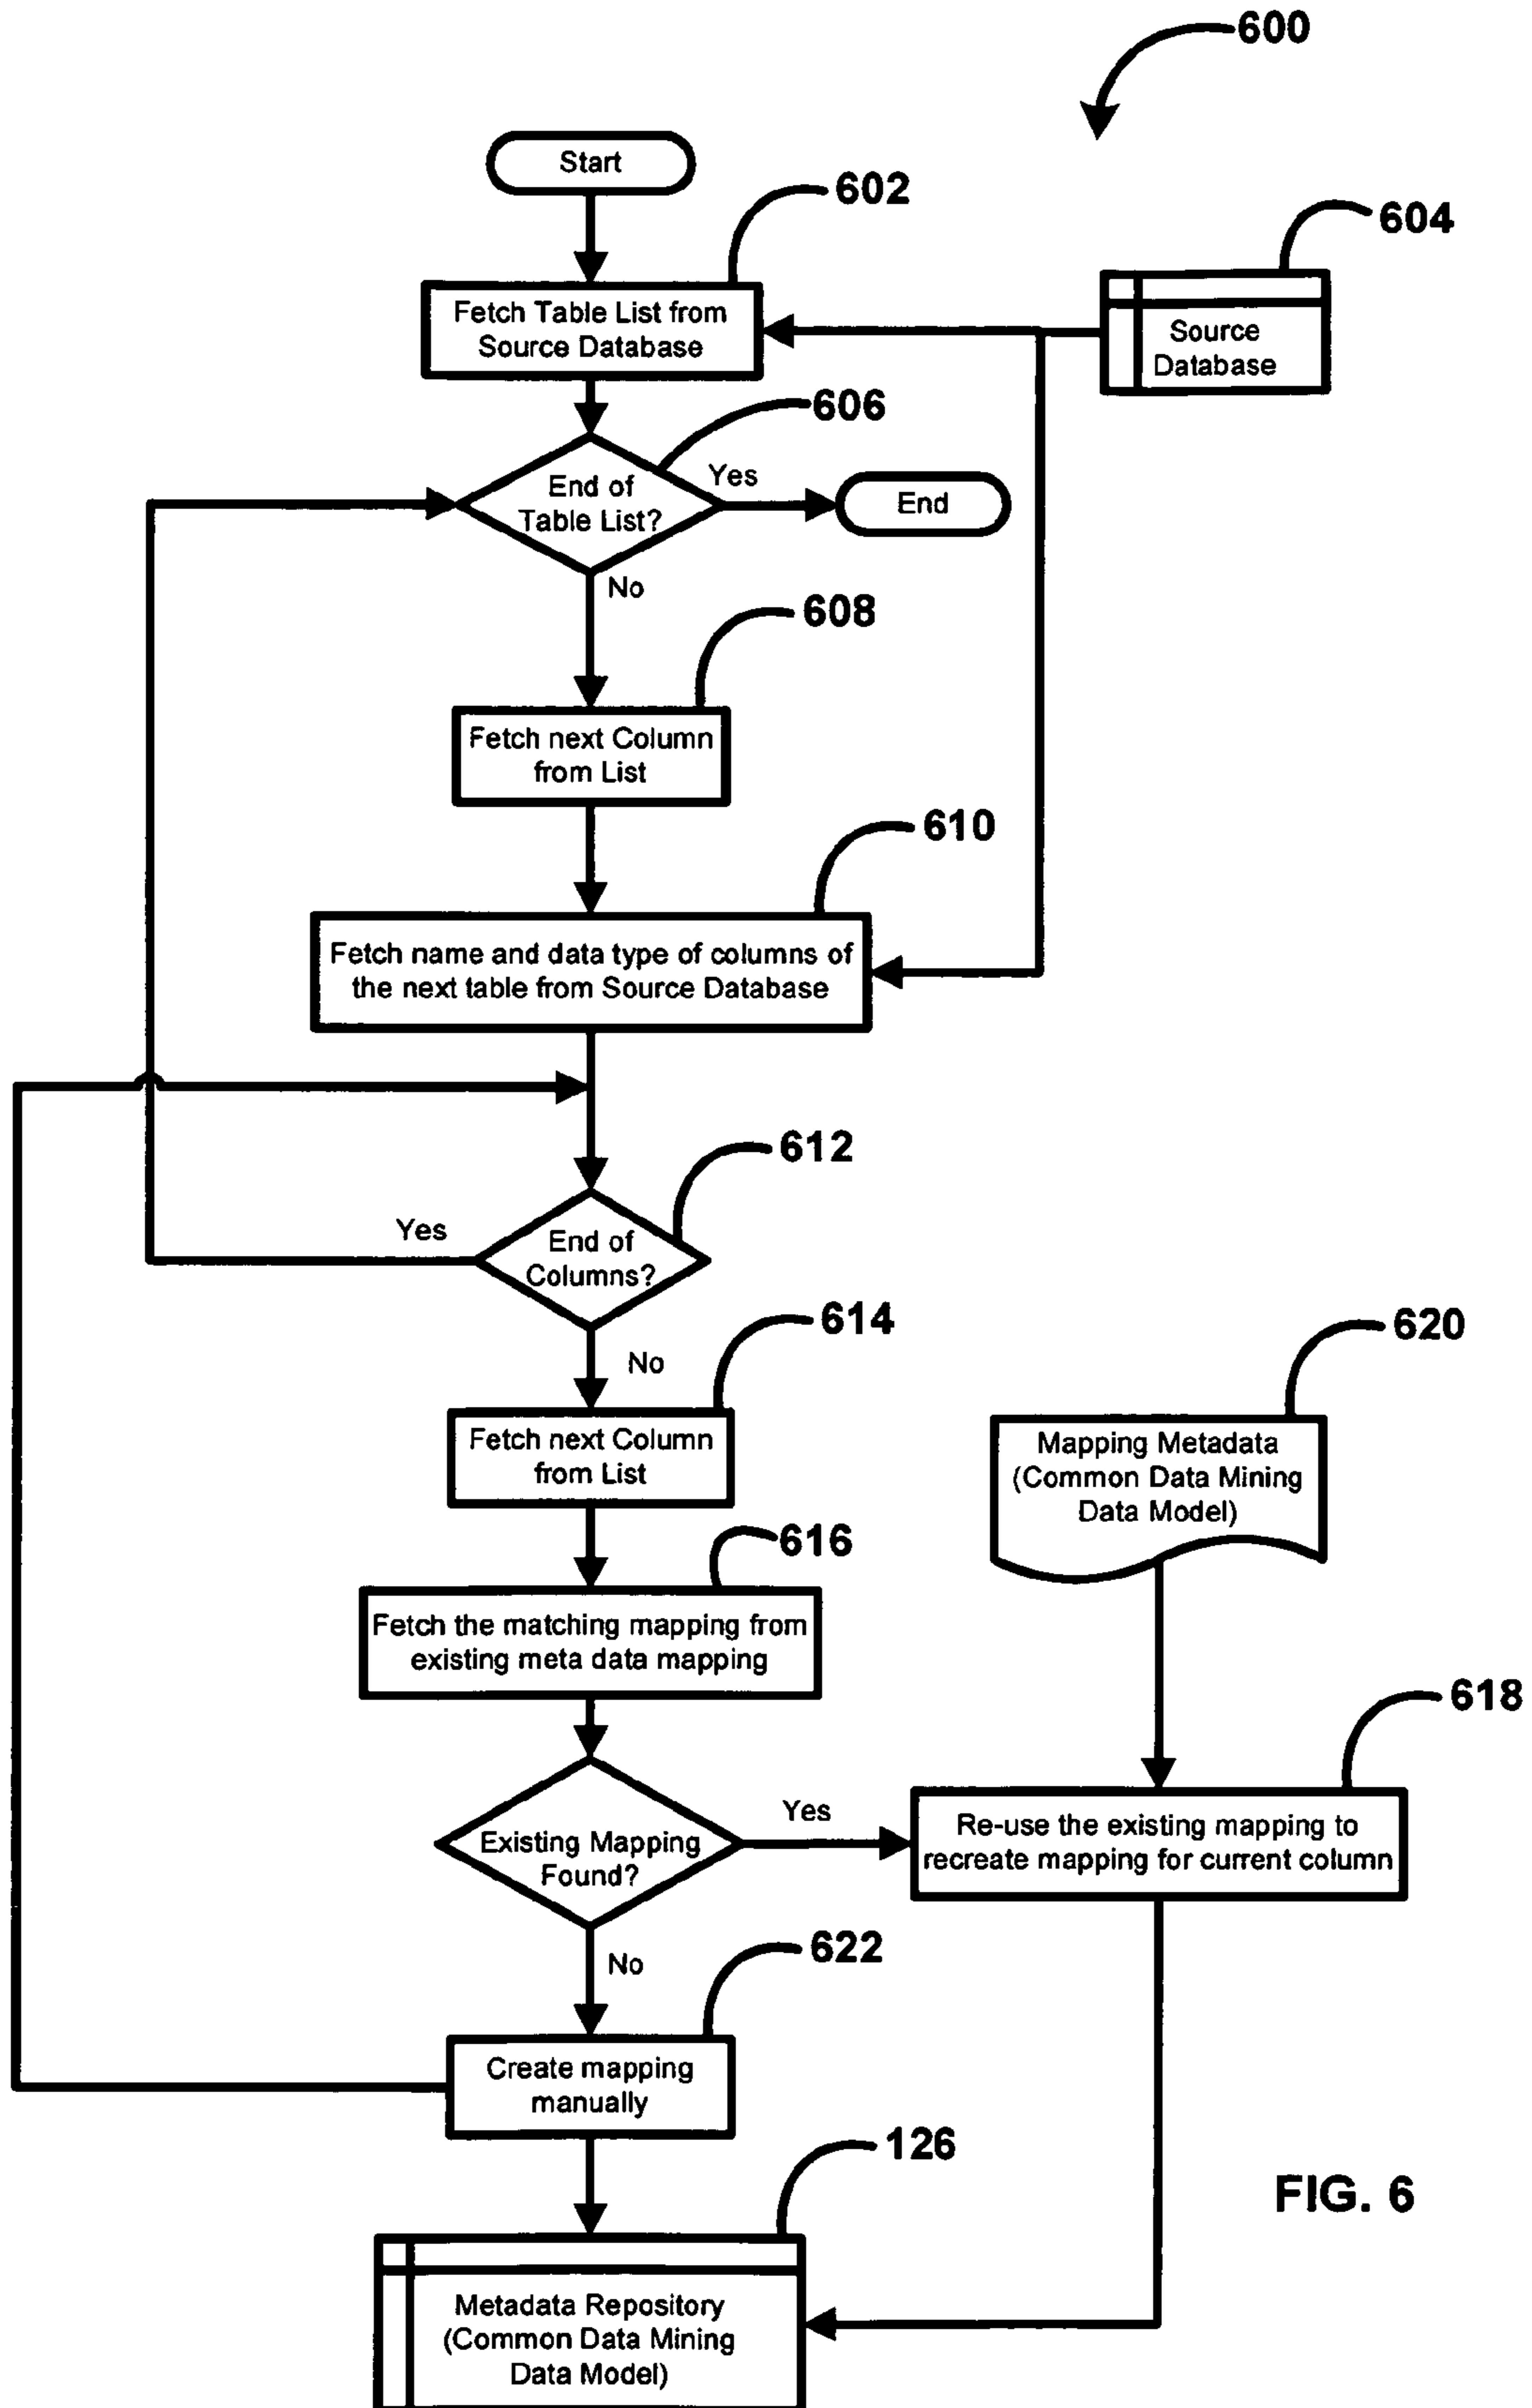 600
Start
602
604
Fetch Table List from
Source Database
Source
Database
606
End of
Table List?
Yes
End
No
608
Fetch next Column
from List
610
Fetch name and data type of columns of
the next table from Source Database
612
Yes
End of
Columns?
No
614
620
Fetch next Column
from List
Mapping Metadata
(Common Data Mining
Data Model)
616
Fetch the matching mapping from
existing meta data mapping
618
Existing Mapping
Found?
Yes
Re-use the existing mapping to
recreate mapping for current column
No
622
Create mapping
manually
126
FIG. 6
Metadata Repository
(Common Data Mining
Data Model)